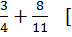 3/4 + 8/11 [